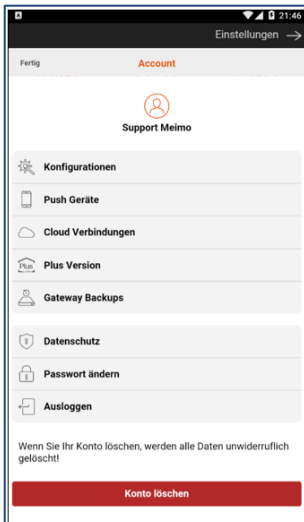 21:46
Einstellungen
Fertig
Account
Support Meimo
Konfigurationen
Push Geräte
Cloud Verbindungen
Plus
Plus Version
Gateway Backups
Datenschutz
Passwort ändern
Ausloggen
Wenn Sie Ihr Konto löschen, werden alle Daten unwiderruflich
gelöscht!
Konto löschen